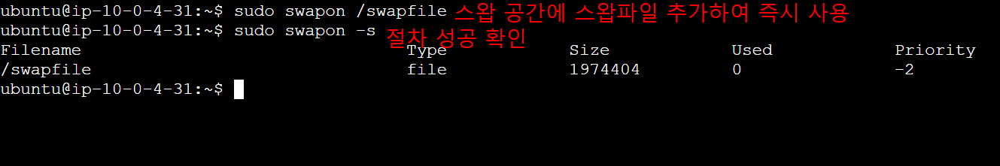 ubuntu@ip-10-0-4-31:~$ sudo swapon /swapfile 스왑 공간에 스왑파일 추가하여 즉시 사용
ubuntu@ip-10-0-4-31:~$ sudo swapon -s 절차 성공 확인
Filename Type Size Used Priority
/swapfile file 1974404 0 -2
ubuntu@ip-10-0-4-31:~$